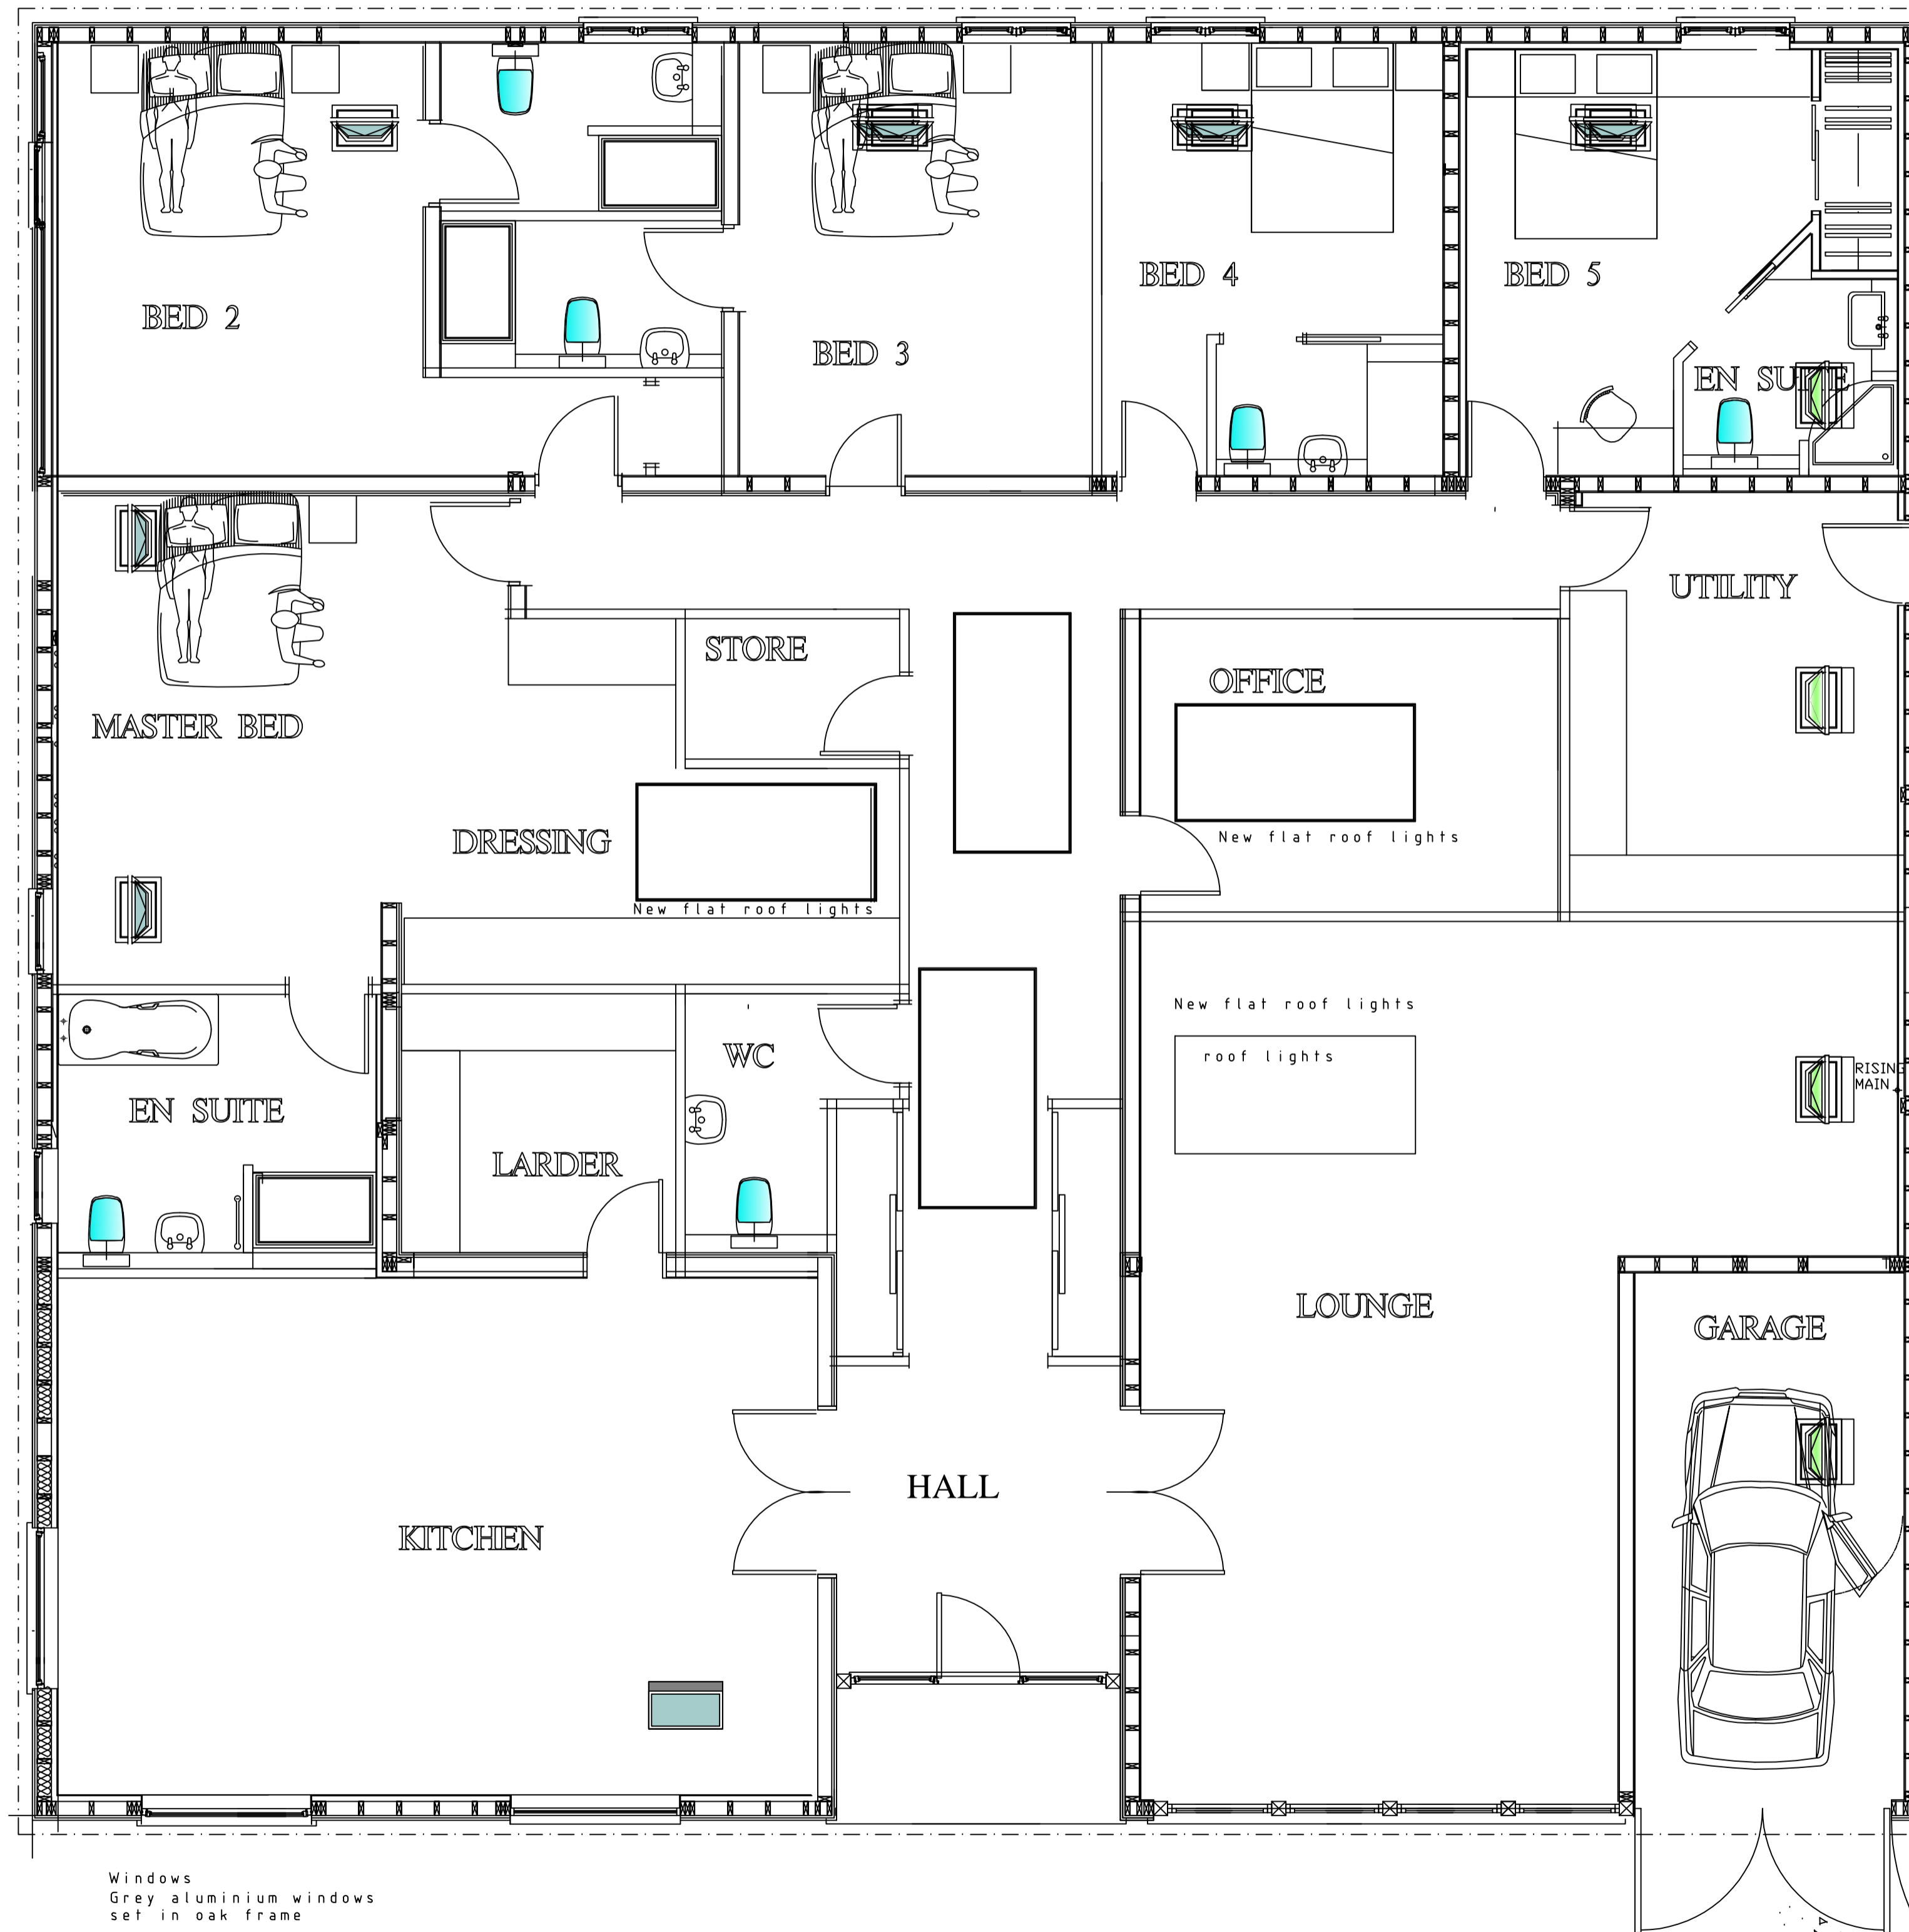 BED 2
BED 3
BED 4
BED 5
EN SUITE
UTILITY
STORE
OFFICE
MASTER BED
DRESSING
New flat roof lights
New flat roof lights
New flat roof lights
roof lights
WC
RISING
MAIN
EN SUITE
LARDER
LOUNGE
GARAGE
HALL
KITCHEN
Windows
Grey aluminium windows
set in oak frame